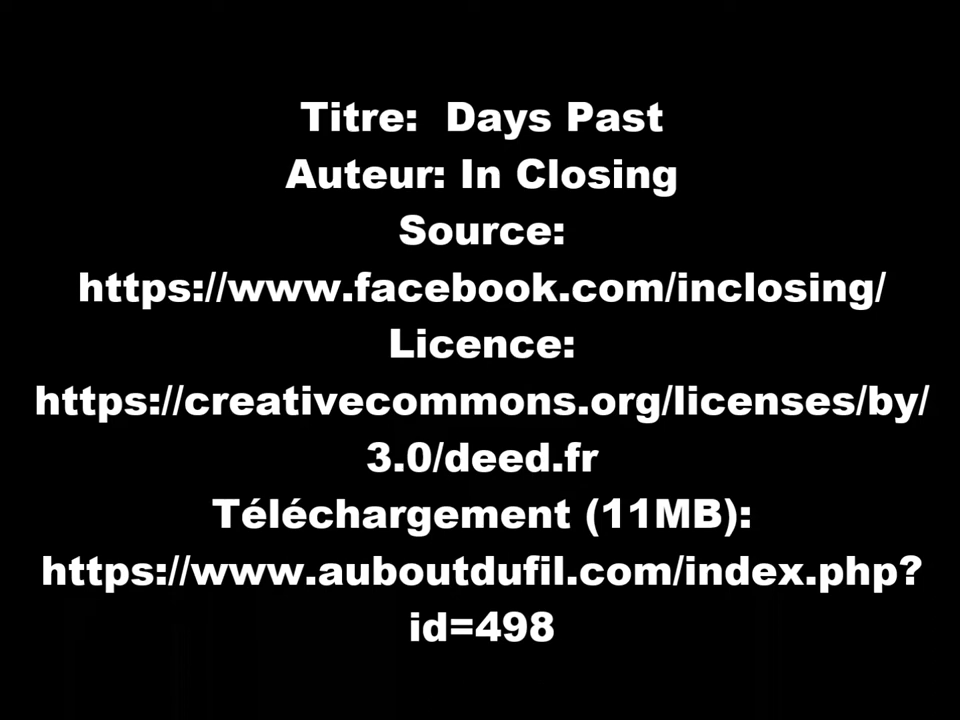 Titre:  Days Past
Auteur: In Closing
Source:
https://www.facebook.com/inclosing/
Licence:
https://creativecommons.org/licenses/by/
3.0/deed.fr
Téléchargement (11MB):
https://www.auboutdufil.com/index.php?
id=498